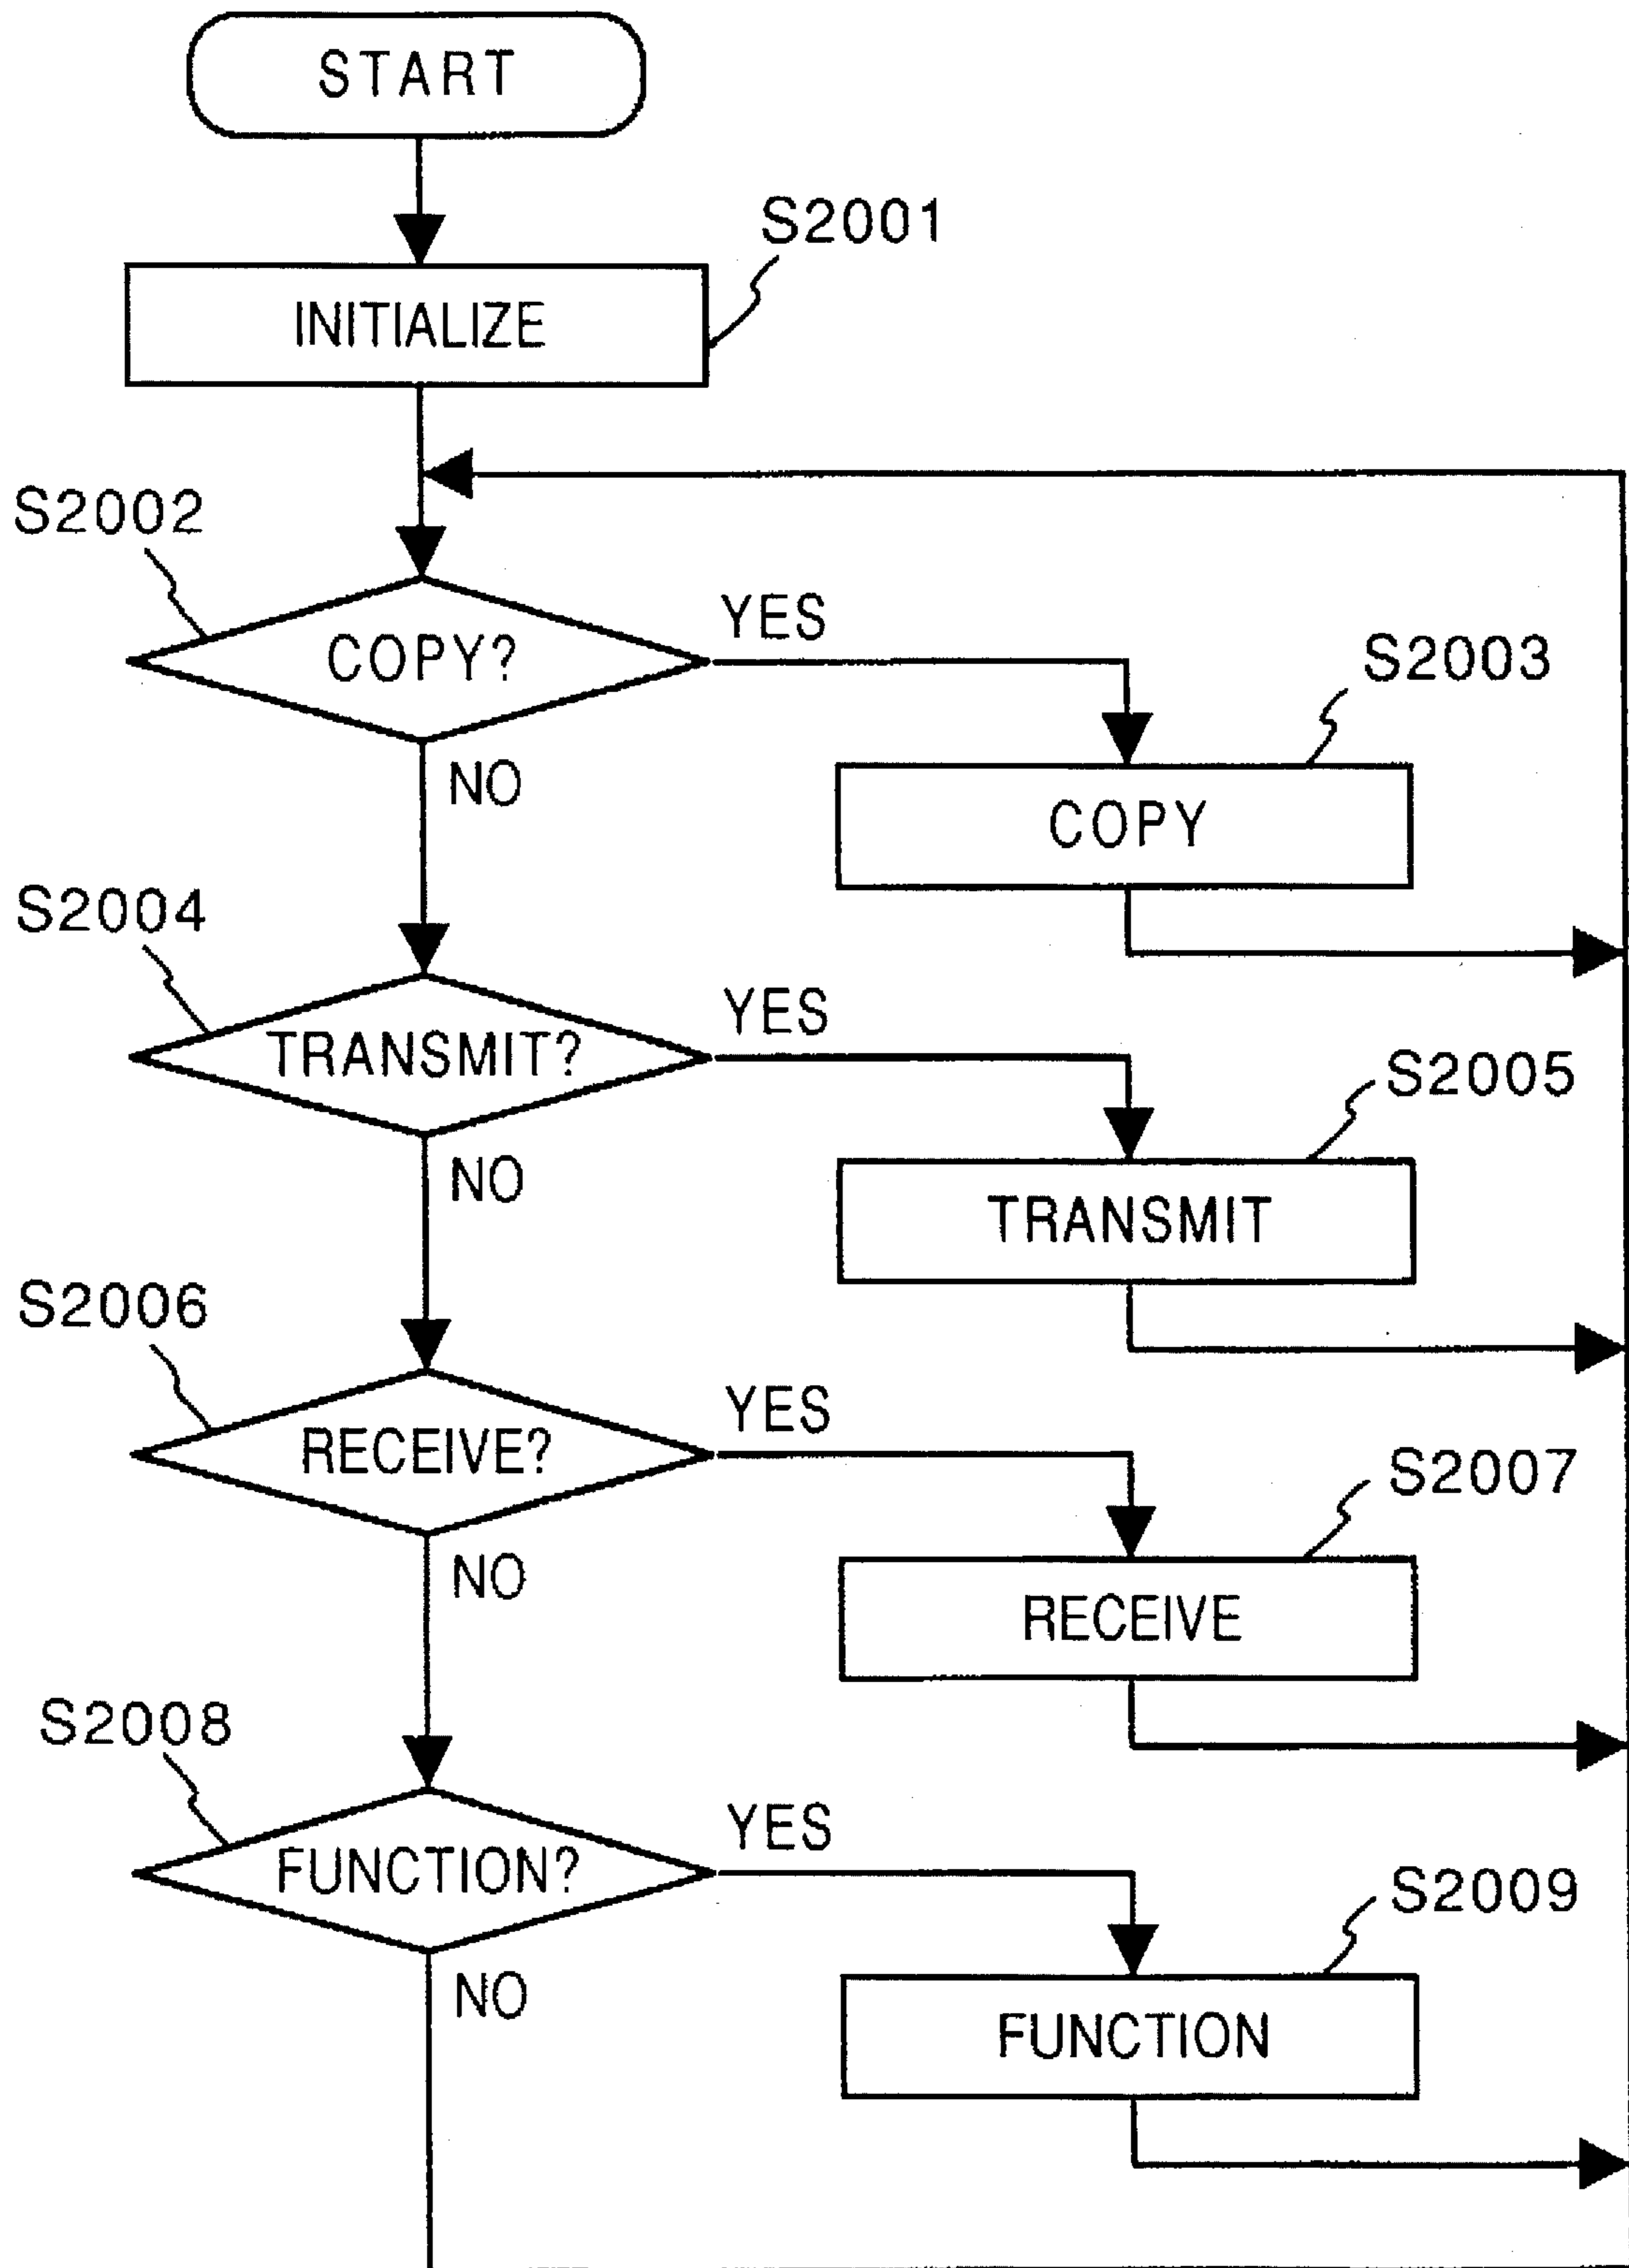 START
S2001
INITIALIZE
S2002
YES
COPY?
S2003
NO
COPY
S2004
YES
TRANSMIT?
S2005
NO
TRANSMIT
S2006
YES
RECEIVE?
S2007
NO
RECEIVE
S2008
YES
FUNCTION?
S2009
NO
FUNCTION